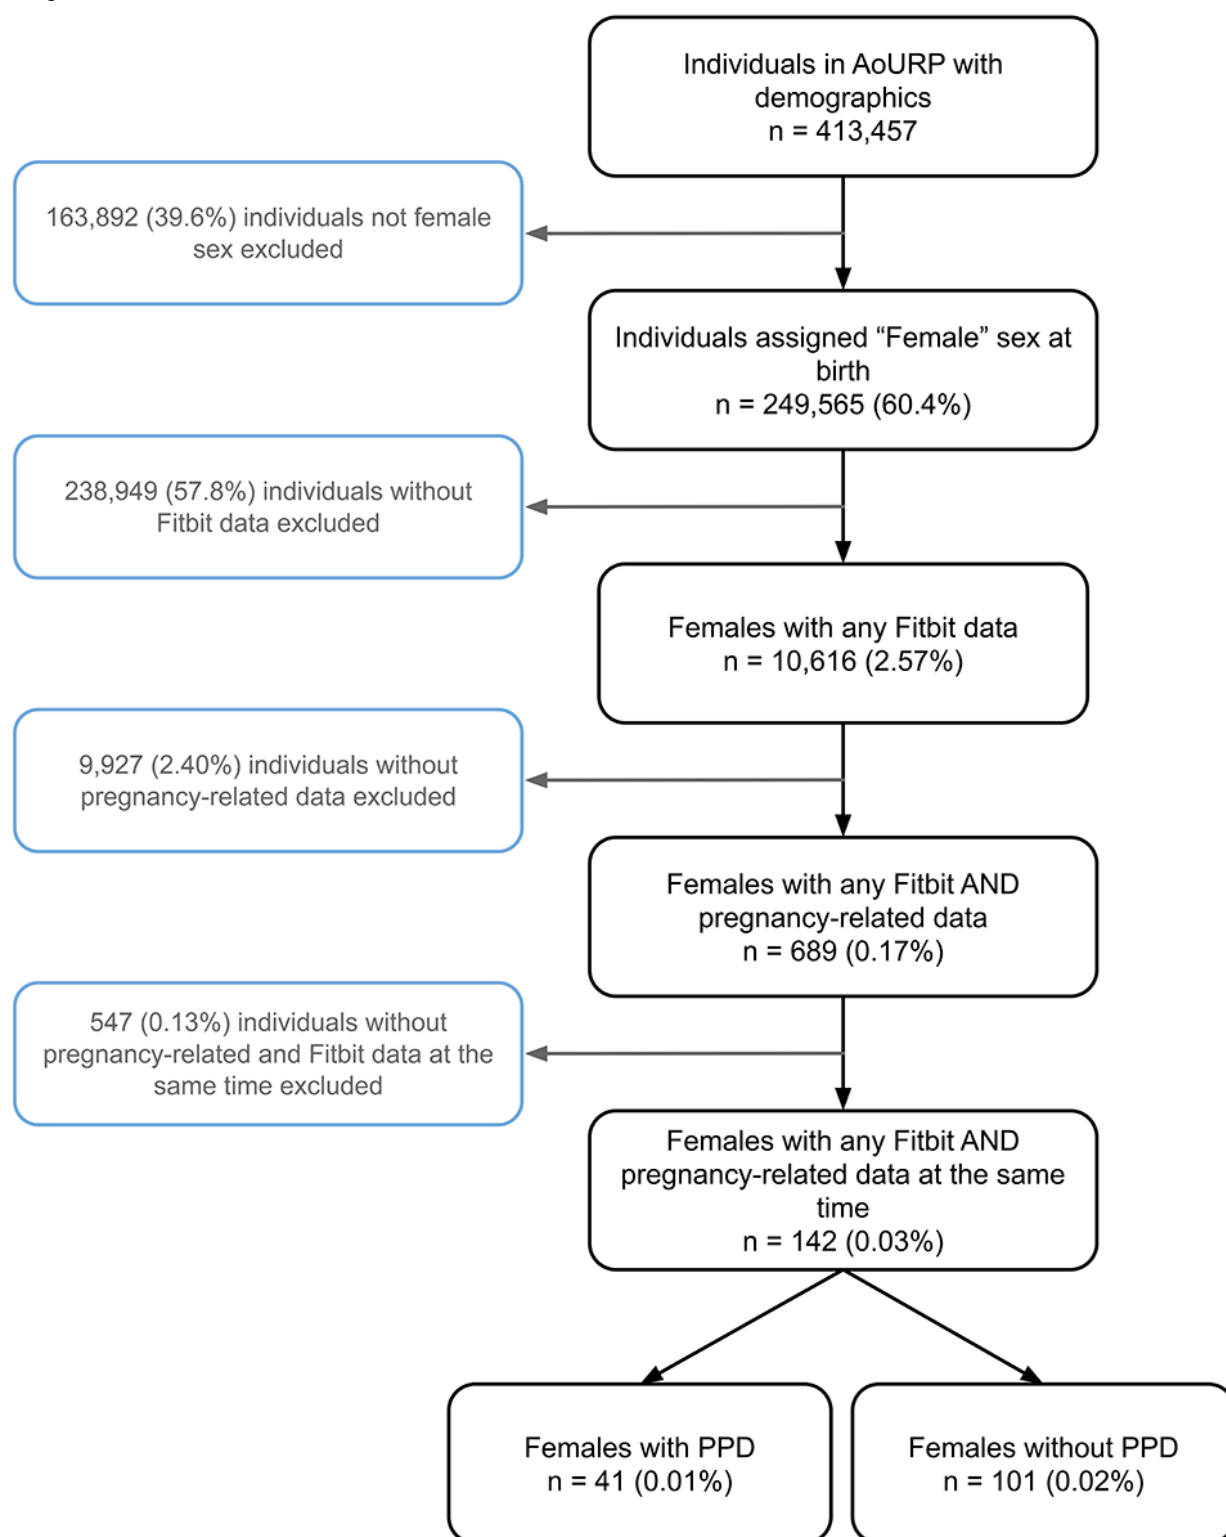 Individuals in AoURP with
demographics
n = 413,457
163,892 (39.6%) individuals not female
sex excluded
Individuals assigned “Female” sex at
birth
n = 249,565 (60.4%)
238,949 (57.8%) individuals without
Fitbit data excluded
Females with any Fitbit data
n = 10,616 (2.57%)
9,927 (2.40%) individuals without
pregnancy-related data excluded
Females with any Fitbit AND
pregnancy-related data
n = 689 (0.17%)
547 (0.13%) individuals without
pregnancy-related and Fitbit data at the
same time excluded
Females with any Fitbit AND
pregnancy-related data at the same
time
n = 142 (0.03%)
Females with PPD
n = 41 (0.01%)
Females without PPD
n = 101 (0.02%)